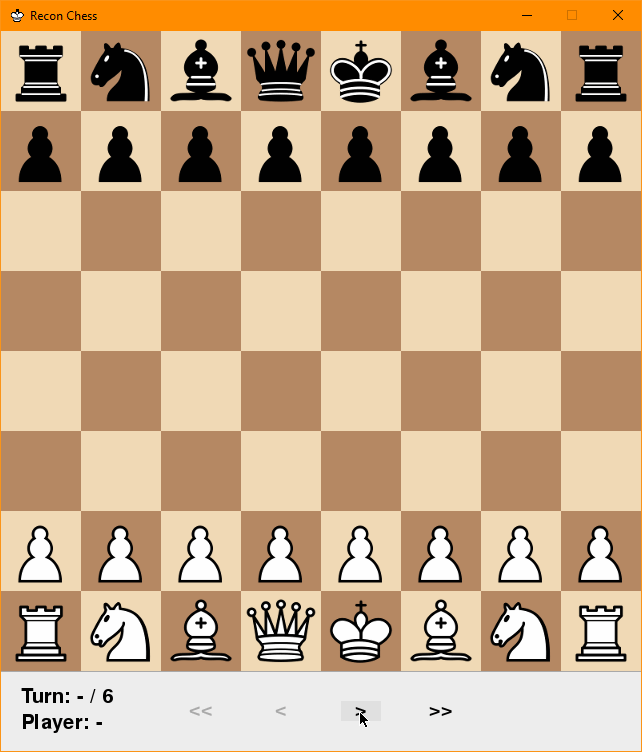 Recon Chess
Turn: - / 6
Player: -
<< < > >>